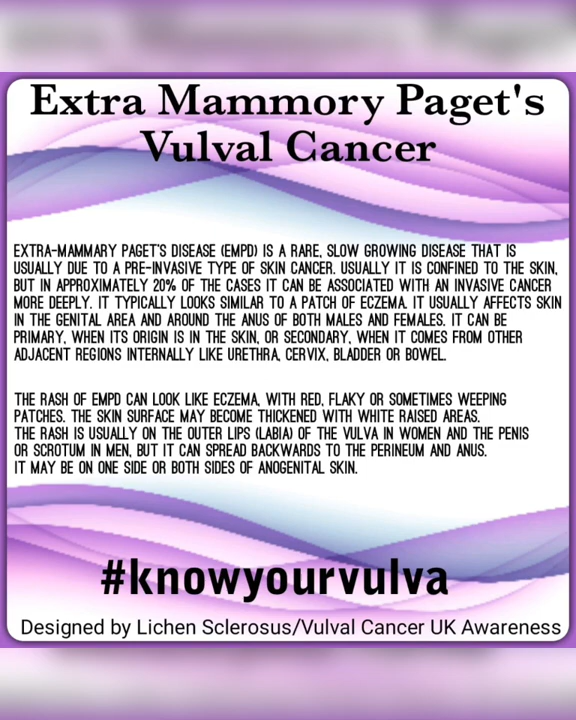 Extra Mammory Paget's
Vulval Cancer
EXTRA-MAMMARY PAGET'S DISEASE (EMPD) IS A RARE, SLOW GROWING DISEASE THAT IS
USUALLY DUE TO A PRE-INVASIVE TYPE OF SKIN CANCER. USUALLY IT IS CONFINED TO THE SKIN,
BUT IN APPROXIMATELY 20% OF THE CASES IT CAN BE ASSOCIATED WITH AN INVASIVE CANCER
MORE DEEPLY. IT TYPICALLY LOOKS SIMILAR TO A PATCH OF ECZEMA. IT USUALLY AFFECTS SKIN
IN THE GENITAL AREA AND AROUND THE ANUS OF BOTH MALES AND FEMALES. IT CAN BE
PRIMARY, WHEN ITS ORIGIN IS IN THE SKIN, OR SECONDARY, WHEN IT COMES FROM OTHER
ADJACENT REGIONS INTERNALLY LIKE URETHRA, CERVIX, BLADDER OR BOWEL.
THE RASH OF EMPD CAN LOOK LIKE ECZEMA, WITH RED, FLAKY OR SOMETIMES WEEPING
PATCHES. THE SKIN SURFACE MAY BECOME THICKENED WITH WHITE RAISED AREAS.
THE RASH IS USUALLY ON THE OUTER LIPS (LABIA) OF THE VULVA IN WOMEN AND THE PENIS
OR SCROTUM IN MEN, BUT IT CAN SPREAD BACKWARDS TO THE PERINEUM AND ANUS.
IT MAY BE ON ONE SIDE OR BOTH SIDES OF ANOGENITAL SKIN.
#knowyourvulva
Designed by Lichen Sclerosus/Vulval Cancer UK Awareness